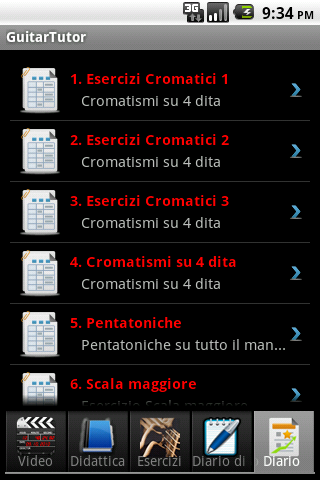 3G 9:34 PM
GuitarTutor
1. Esercizi Cromatici 1
Cromatismi su 4 dita
2. Esercizi Cromatici 2
Cromatismi su 4 dita
3. Esercizi Cromatici 3
Cromatismi su 4 dita
4. Cromatismi su 4 dita
Cromatismi su 4 dita
5. Pentatoniche
Pentatoniche su tutto il man...
6. Scala maggiore
Esercizio Scala maggiore
Video Didattica Esercizi Diario di Diario